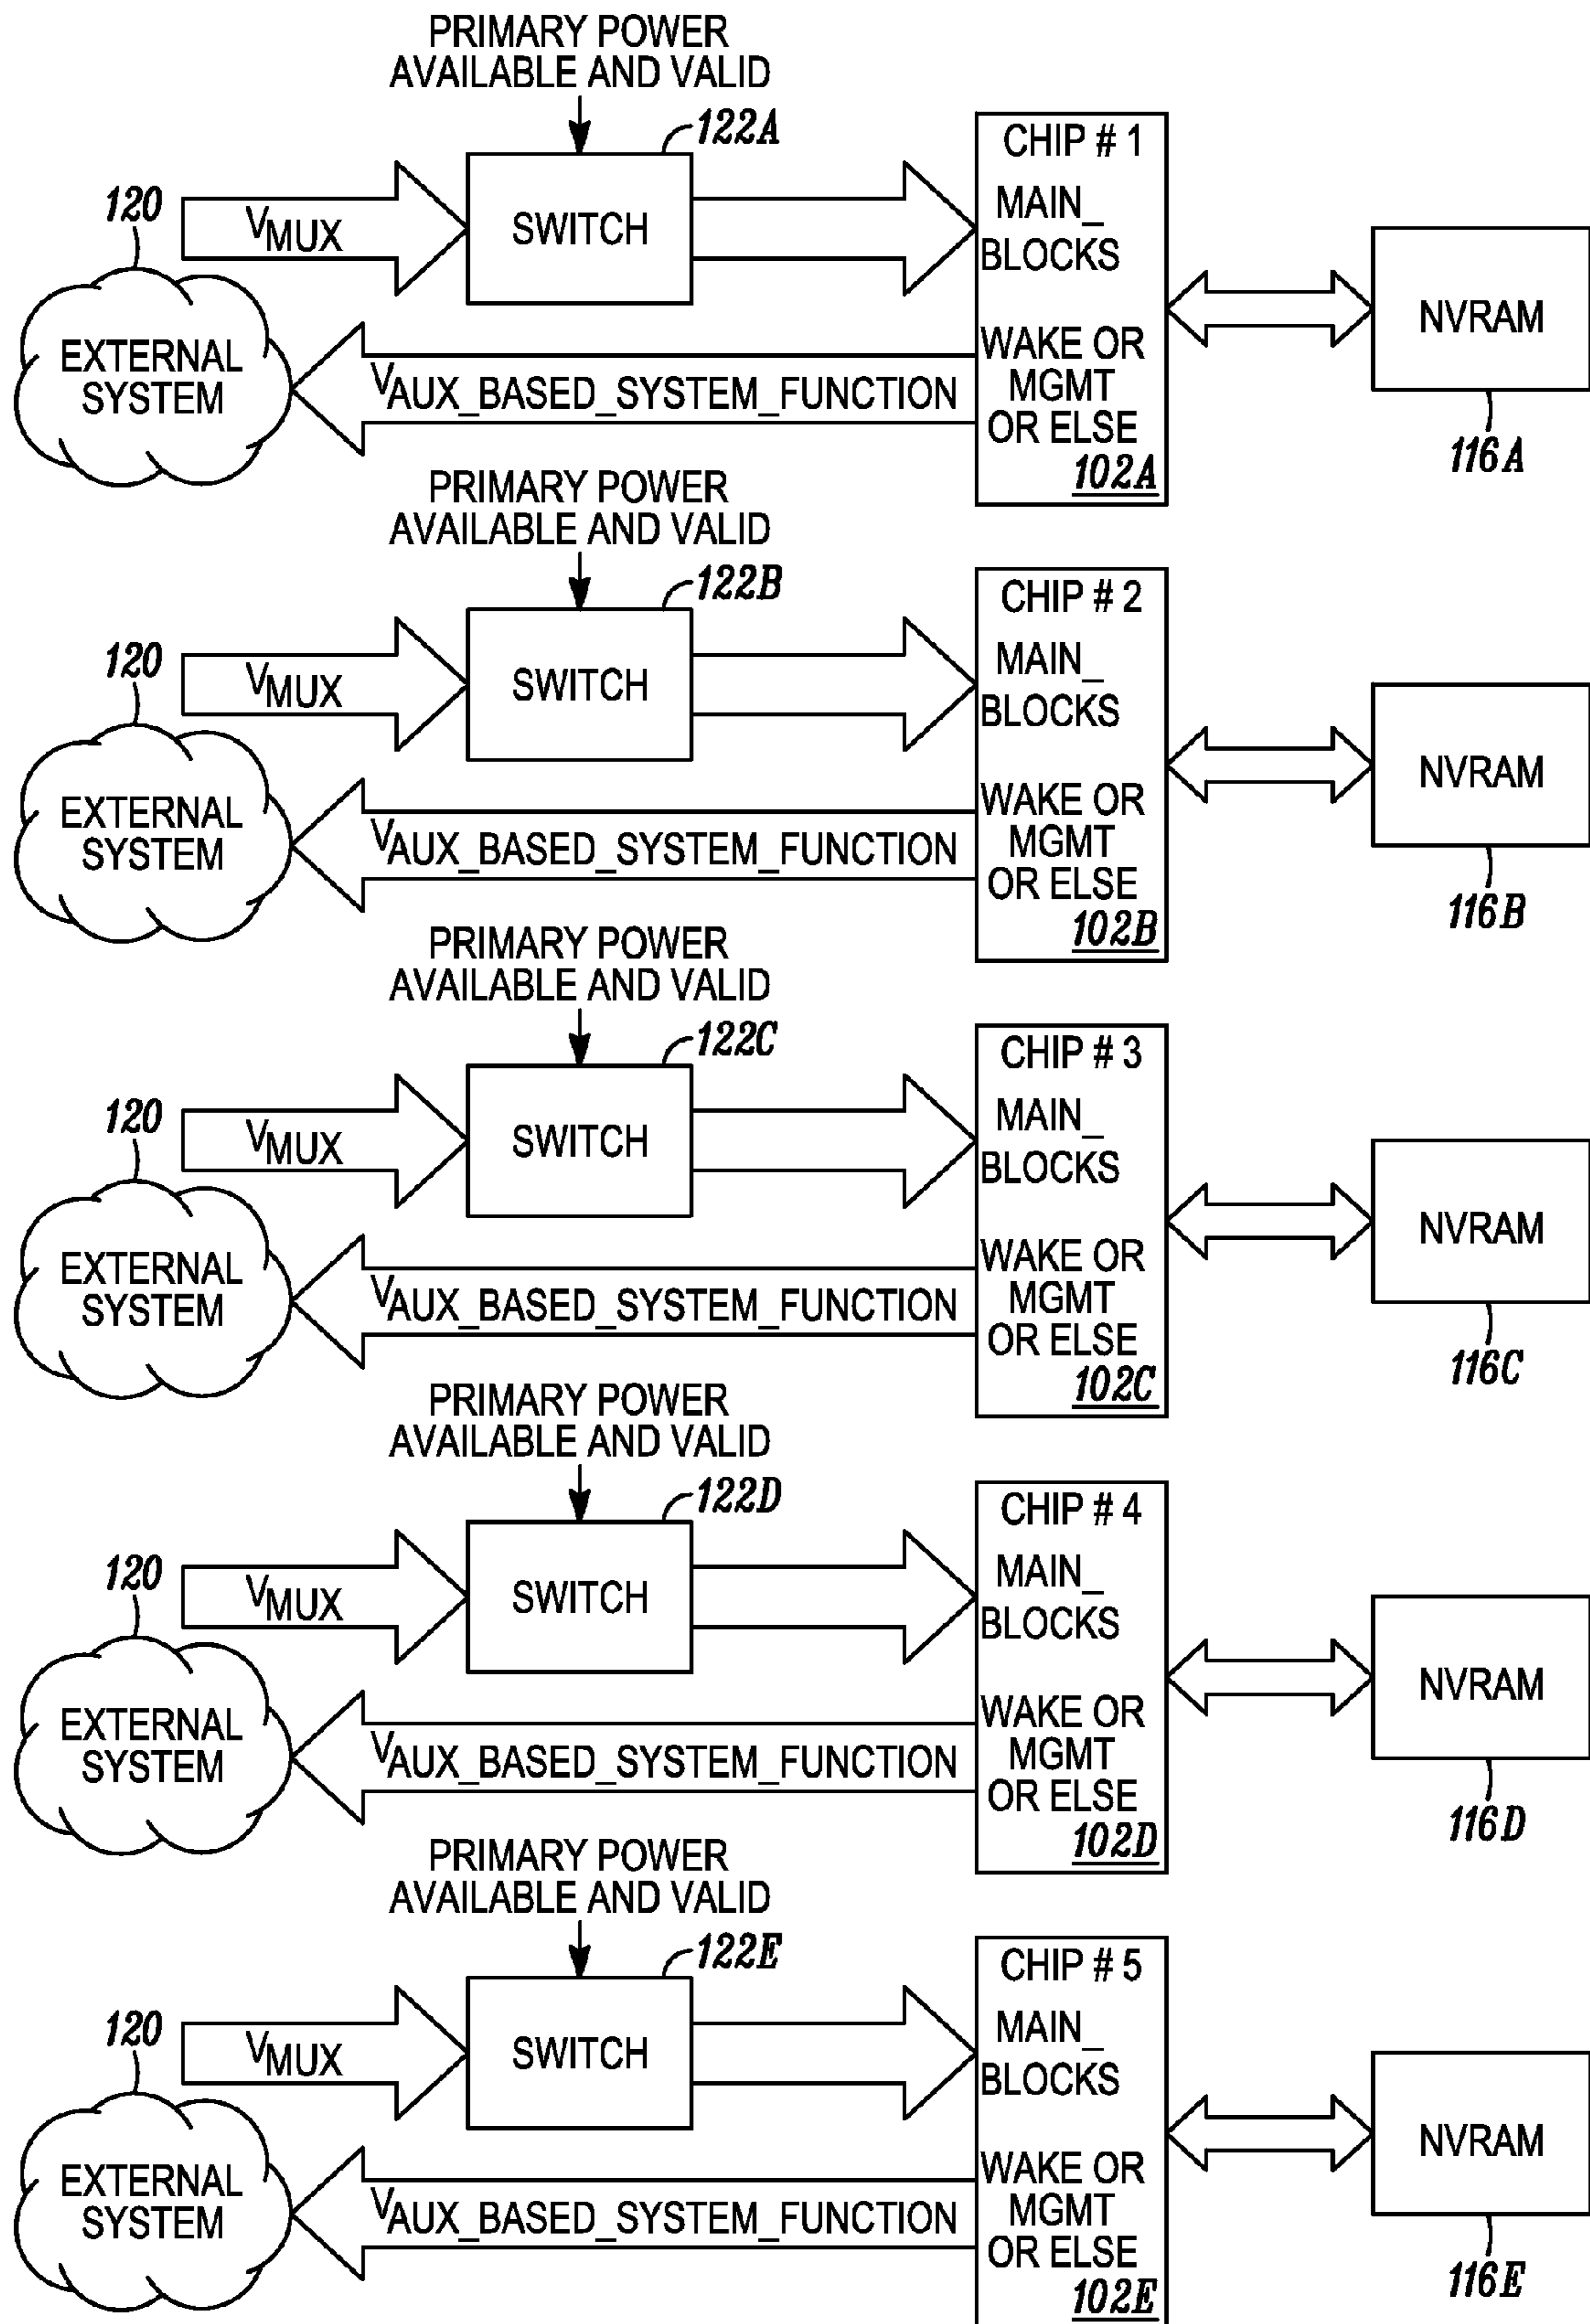 PRIMARY POWER
AVAILABLE AND VALID
122A
CHIP # 1
120
VMUX
SWITCH
MAIN_
BLOCKS
EXTERNAL
SYSTEM
VAUX_BASED_SYSTEM_FUNCTION
WAKE OR
MGMT
OR ELSE
102A
NVRAM
116A
PRIMARY POWER
AVAILABLE AND VALID
122B
CHIP # 2
120
VMUX
SWITCH
MAIN_
BLOCKS
EXTERNAL
SYSTEM
VAUX_BASED_SYSTEM_FUNCTION
WAKE OR
MGMT
OR ELSE
102B
NVRAM
116B
PRIMARY POWER
AVAILABLE AND VALID
122C
CHIP # 3
120
VMUX
SWITCH
MAIN_
BLOCKS
EXTERNAL
SYSTEM
VAUX_BASED_SYSTEM_FUNCTION
WAKE OR
MGMT
OR ELSE
102C
NVRAM
116C
PRIMARY POWER
AVAILABLE AND VALID
122D
CHIP # 4
120
VMUX
SWITCH
MAIN_
BLOCKS
EXTERNAL
SYSTEM
VAUX_BASED_SYSTEM_FUNCTION
WAKE OR
MGMT
OR ELSE
102D
NVRAM
116D
PRIMARY POWER
AVAILABLE AND VALID
122E
CHIP # 5
120
VMUX
SWITCH
MAIN_
BLOCKS
EXTERNAL
SYSTEM
VAUX_BASED_SYSTEM_FUNCTION
WAKE OR
MGMT
OR ELSE
102E
NVRAM
116E